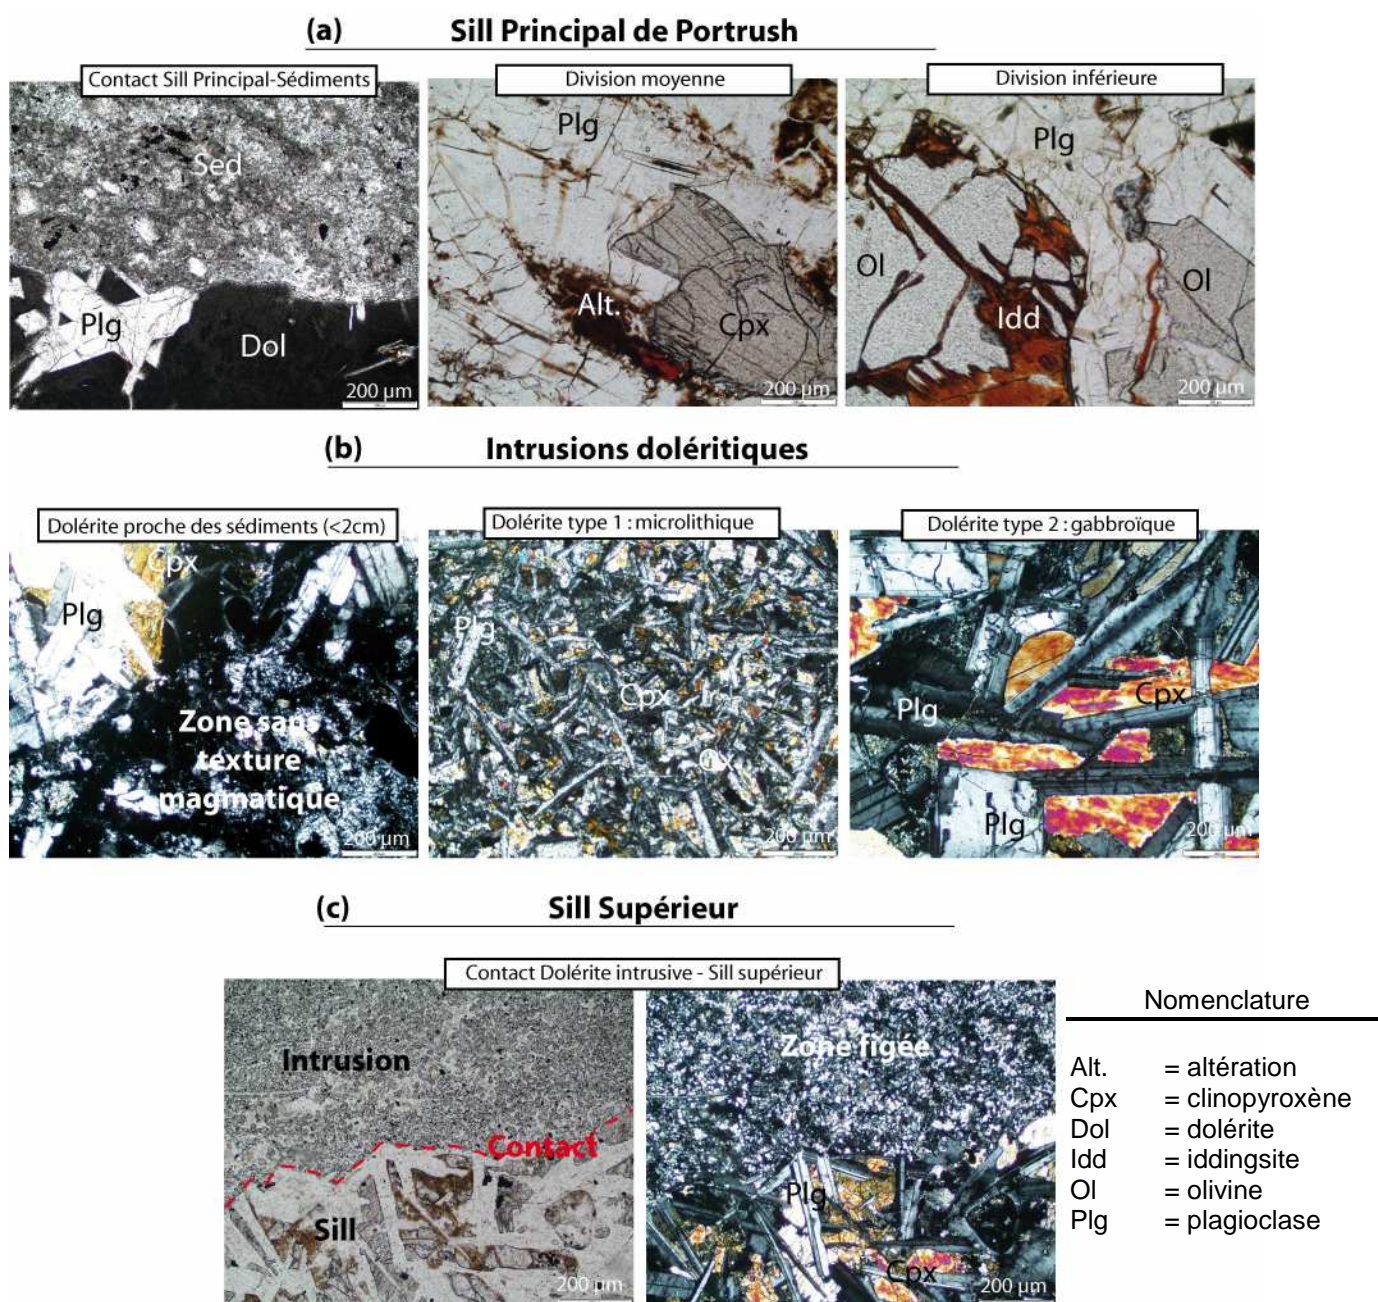 (a) Sill Principal de Portrush
Contact Sill Principal-Sédiments
Division moyenne
Division inférieure
Sed
Plg
Dol
200 µm
Plg
Alt.
Cpx
200 µm
Plg
Ol
Idd
Ol
200 µm
(b) Intrusions doléritiques
Dolérite proche des sédiments (<2cm)
Dolérite type 1 : microlithique
Dolérite type 2 : gabbroïque
Cpx
Plg
Zone sans
texture
magmatique
200 µm
Plg
Cpx
Ox
200 µm
Plg
Cpx
Plg
200 µm
(c) Sill Supérieur
Contact Dolérite intrusive - Sill supérieur
Intrusion
Contact
Sill
200 µm
Zone figée
Plg
Cpx
200 µm
Nomenclature
Alt. = altération
Cpx = clinopyroxène
Dol = dolérite
Idd = iddingsite
Ol = olivine
Plg = plagioclase